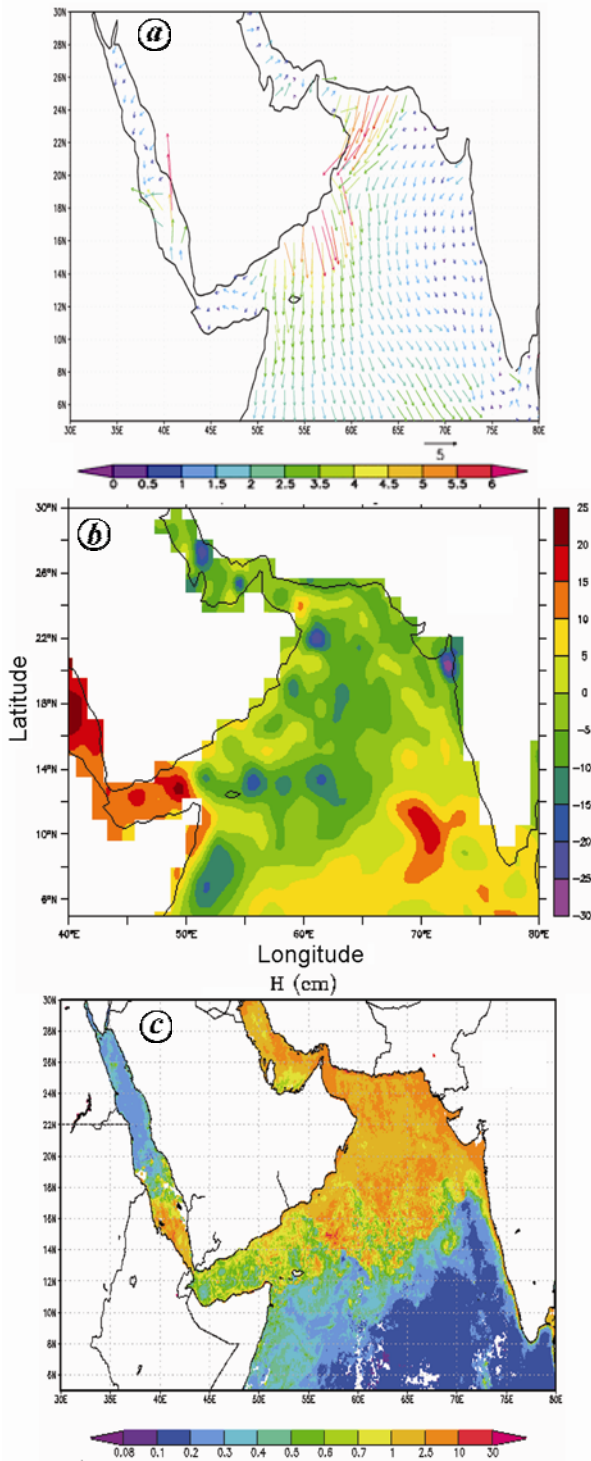 a
30N
28N
26N
24N
22N
20N
18N
16N
14N
12N
10N
8N
6N
30E 35E 40E 45E 50E 55E 60E 65E 70E 75E 80E
5
0 0.5 1 1.5 2 2.5 3.5 4 4.5 5 5.5 6
b
30°N
26°
22°
18°
14°
10°
6°N
Latitude
25
20
15
10
5
0
-5
-10
-15
-20
-25
-30
40°E 50°E 60°E 70°E 80°E
Longitude
H (cm)
c
30N
28N
26N
24N
22N
20N
18N
16N
14N
12N
10N
8N
6N
30E 35E 40E 45E 50E 55E 60E 65E 70E 75E 80E
0.08 0.1 0.2 0.3 0.4 0.5 0.6 0.7 1 2.5 10 30